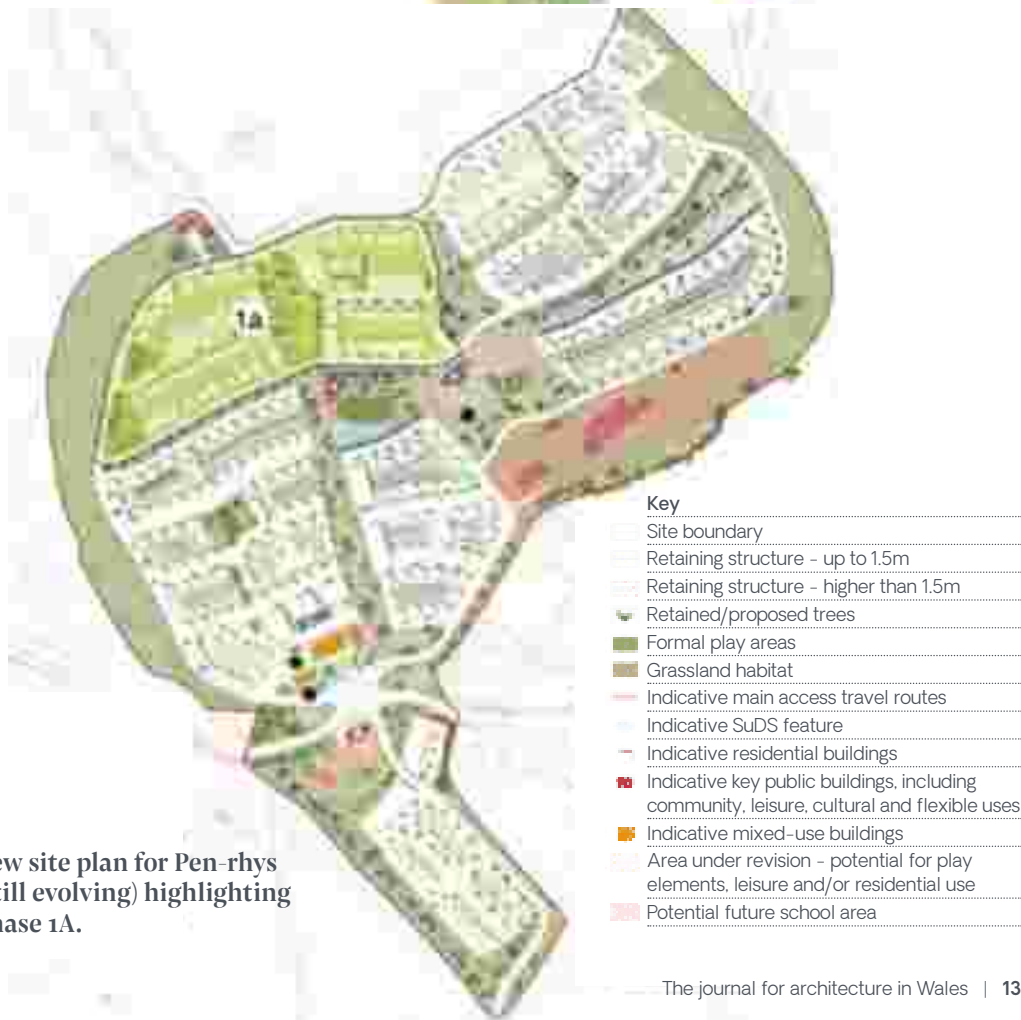 1a
Key
Site boundary
Retaining structure - up to 1.5m
Retaining structure - higher than 1.5m
Retained/proposed trees
Formal play areas
Grassland habitat
Indicative main access travel routes
Indicative SuDS feature
Indicative residential buildings
Indicative key public buildings, including
community, leisure, cultural and flexible uses
Indicative mixed-use buildings
Area under revision - potential for play
elements, leisure and/or residential use
Potential future school area
ew site plan for Pen-rhys
till evolving) highlighting
hase 1A.
The journal for architecture in Wales | 13